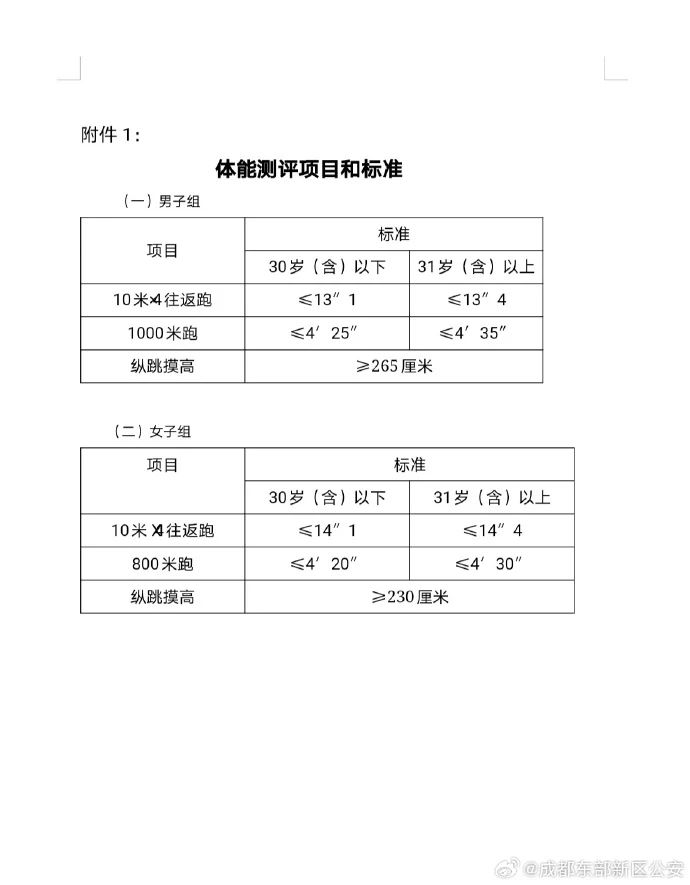 附件 1：
体能测评项目和标准
（一）男子组
项目 标准
30岁（含）以下 31岁（含）以上
10米×4往返跑 ≤13″1 ≤13″4
1000米跑 ≤4′25″ ≤4′35″
纵跳摸高 ≥265厘米
（二）女子组
项目 标准
30岁（含）以下 31岁（含）以上
10米×4往返跑 ≤14″1 ≤14″4
800米跑 ≤4′20″ ≤4′30″
纵跳摸高 ≥230厘米
@成都东部新区公安